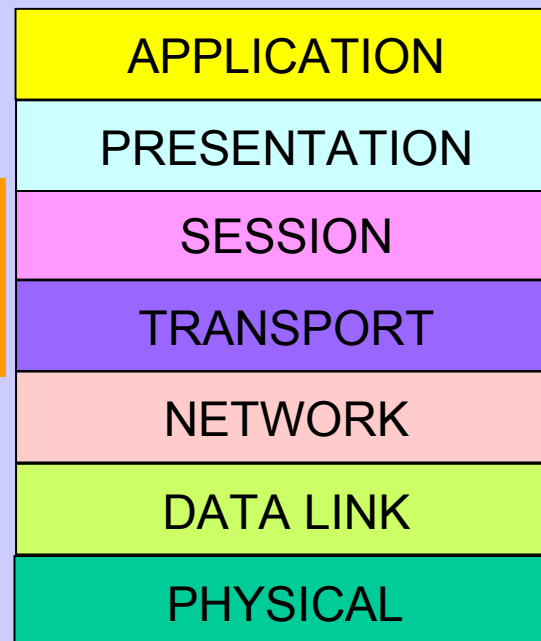 APPLICATION
PRESENTATION
SESSION
TRANSPORT
NETWORK
DATA LINK
PHYSICAL